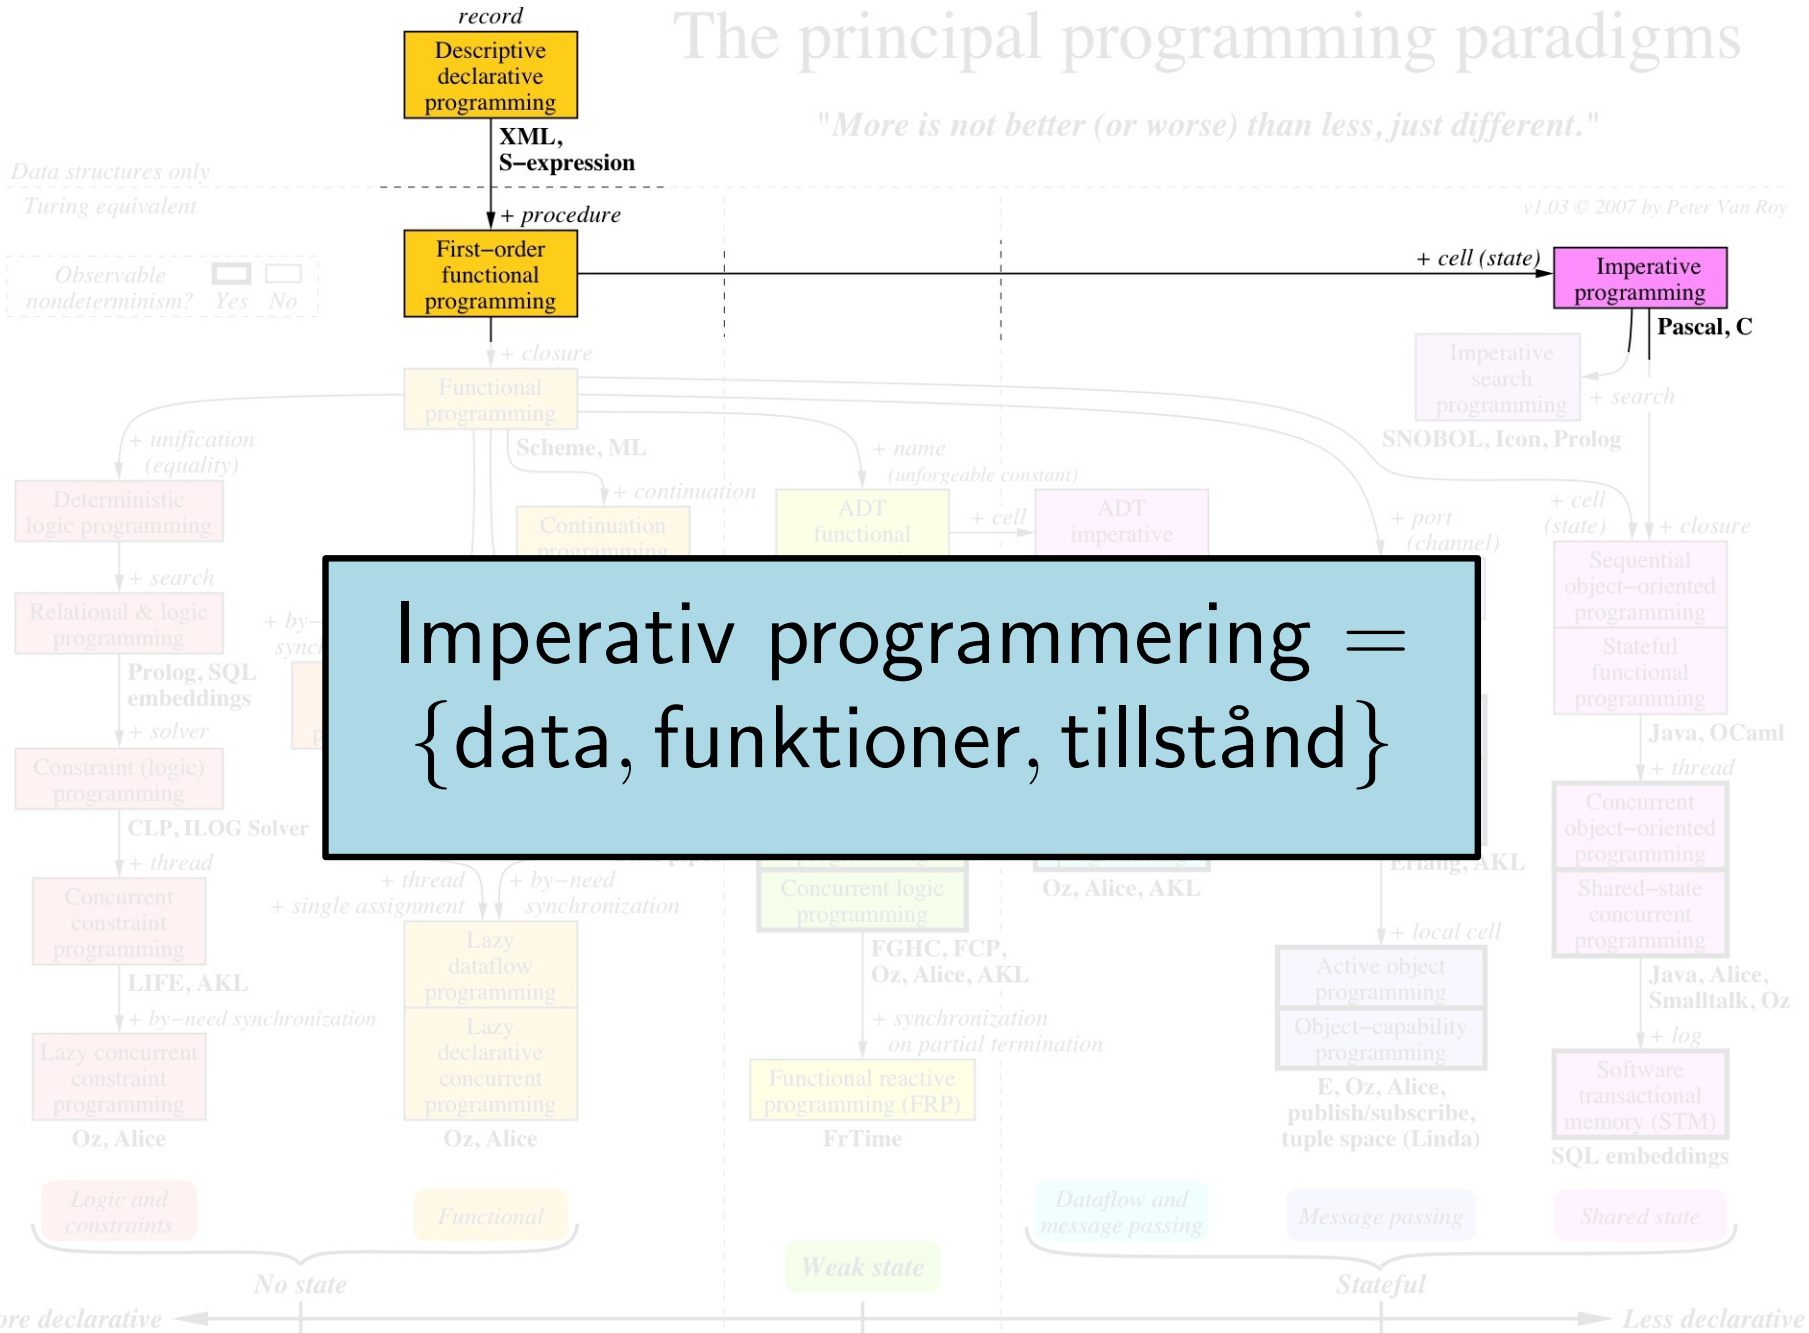 The principal programming paradigms
"More is not better (or worse) than less, just different."
v1.03 © 2007 by Peter Van Roy
record
Descriptive
declarative
programming
XML,
S−expression
Data structures only
Turing equivalent
+ procedure
First−order
functional
programming
Observable
nondeterminism? Yes No
+ cell (state)
Imperative
programming
Pascal, C
Imperative
search
programming
+ search
SNOBOL, Icon, Prolog
+ closure
Functional
programming
Scheme, ML
+ unification
(equality)
+ continuation
Continuation
programming
+ name
(unforgeable constant)
ADT
functional
+ cell
ADT
imperative
+ port
(channel)
+ cell
(state)
+ closure
Deterministic
logic programming
+ search
Relational & logic
programming
+ by−
Prolog, SQL
embeddings
+ solver
Constraint (logic)
programming
CLP, ILOG Solver
+ thread
Concurrent
constraint
programming
LIFE, AKL
+ by−need synchronization
Lazy concurrent
constraint
programming
Oz, Alice
Imperativ programmering =
{data, funktioner, tillstånd}
+ thread
+ single assignment
+ by−need
synchronization
Lazy
dataflow
programming
Lazy
declarative
concurrent
programming
Oz, Alice
programming
Concurrent logic
programming
FGHC, FCP,
Oz, Alice, AKL
+ synchronization
on partial termination
Functional reactive
programming (FRP)
FrTime
programming
Oz, Alice, AKL
Erlang, AKL
+ local cell
Active object
programming
Object−capability
programming
E, Oz, Alice,
publish/subscribe,
tuple space (Linda)
Sequential
object−oriented
programming
Stateful
functional
programming
Java, OCaml
+ thread
Concurrent
object−oriented
programming
Shared−state
concurrent
programming
Java, Alice,
Smalltalk, Oz
+ log
Software
transactional
memory (STM)
SQL embeddings
Logic and
constraints
Functional
Dataflow and
message passing
Message passing
Shared state
No state
Weak state
Stateful
declarative
Less declarative